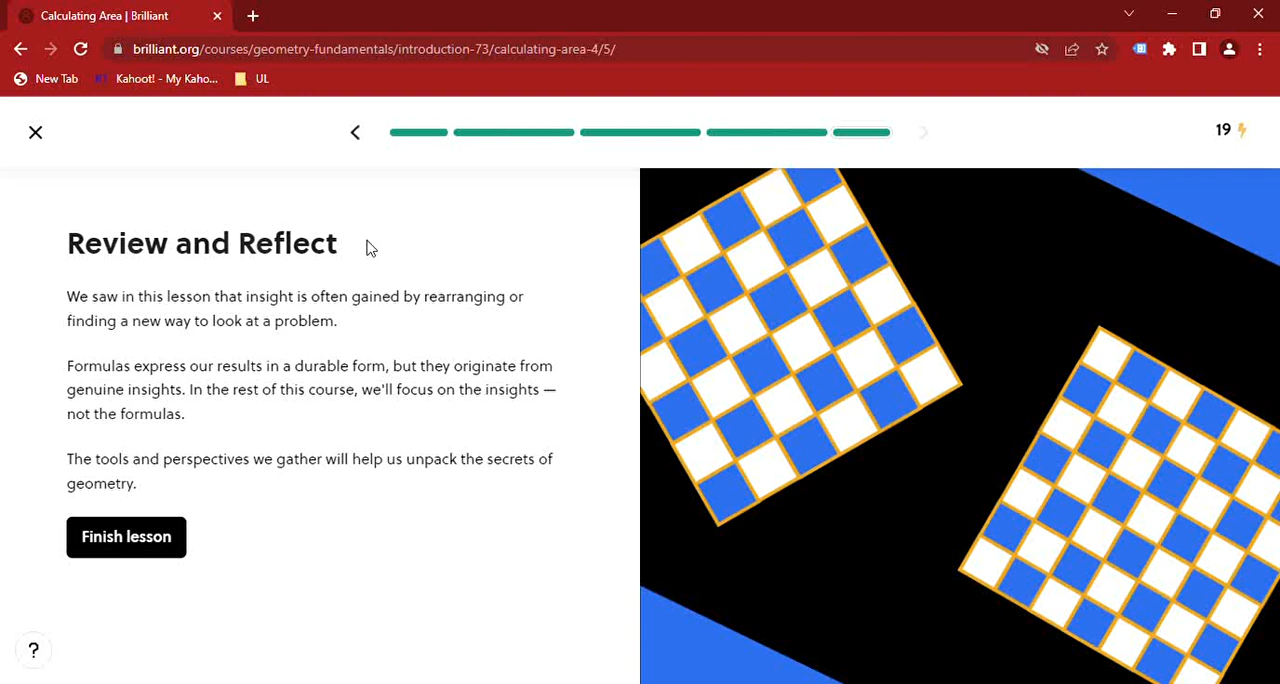 Calculating Area | Brilliant
brilliant.org/courses/geometry-fundamentals/introduction-73/calculating-area-4/5/
New Tab
Kahoot! - My Kaho...
UL
19
Review and Reflect
We saw in this lesson that insight is often gained by rearranging or
finding a new way to look at a problem.
Formulas express our results in a durable form, but they originate from
genuine insights. In the rest of this course, we'll focus on the insights —
not the formulas.
The tools and perspectives we gather will help us unpack the secrets of
geometry.
Finish lesson
?